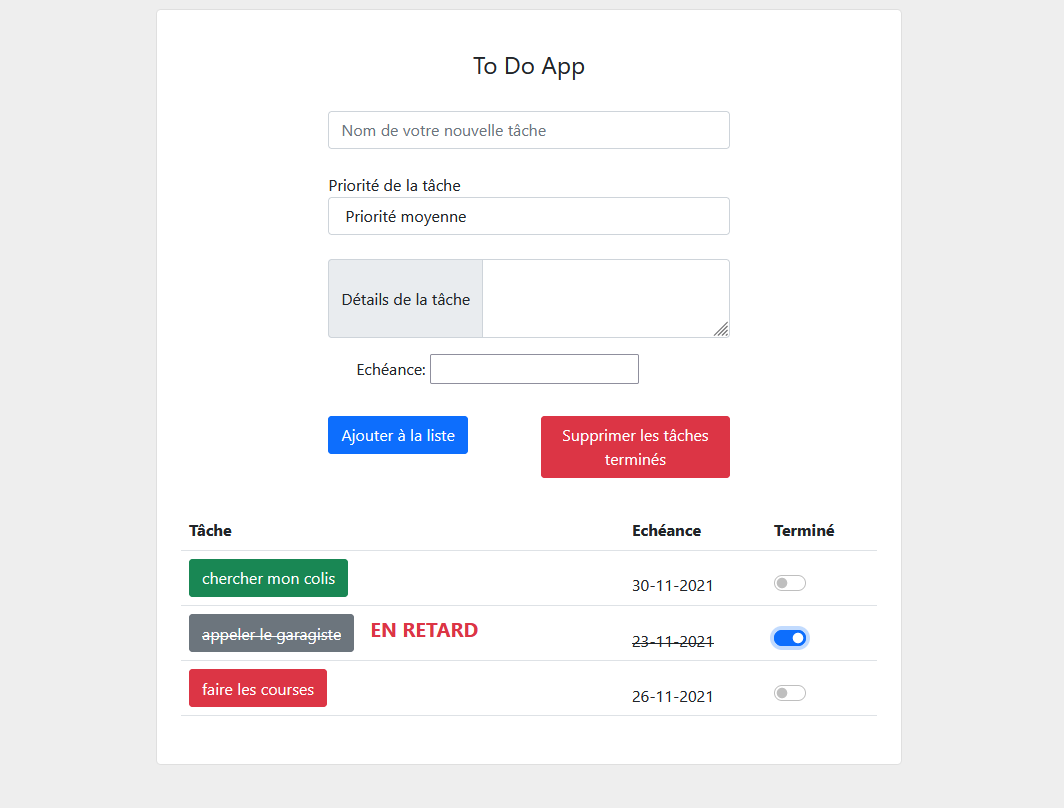 To Do App
Nom de votre nouvelle tâche
Priorité de la tâche
Priorité moyenne
Détails de la tâche
Echéance:
Ajouter à la liste
Supprimer les tâches
terminés
Tâche Echéance Terminé
chercher mon colis 30-11-2021
appeler le garagiste EN RETARD 23-11-2021
faire les courses 26-11-2021